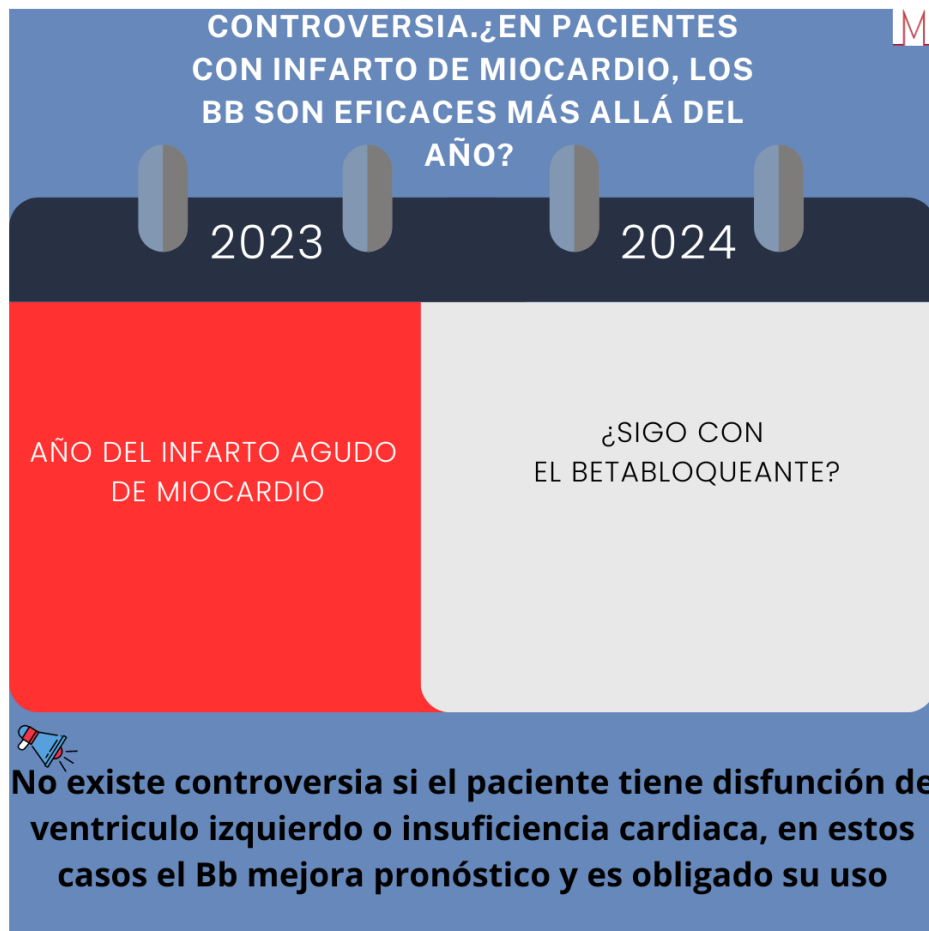 CONTROVERSIA.¿EN PACIENTES
CON INFARTO DE MIOCARDIO, LOS
BB SON EFICACES MÁS ALLÁ DEL
AÑO?
M
2023
2024
AÑO DEL INFARTO AGUDO
DE MIOCARDIO
¿SIGO CON
EL BETABLOQUEANTE?
No existe controversia si el paciente tiene disfunción de
ventriculo izquierdo o insuficiencia cardiaca, en estos
casos el Bb mejora pronóstico y es obligado su uso